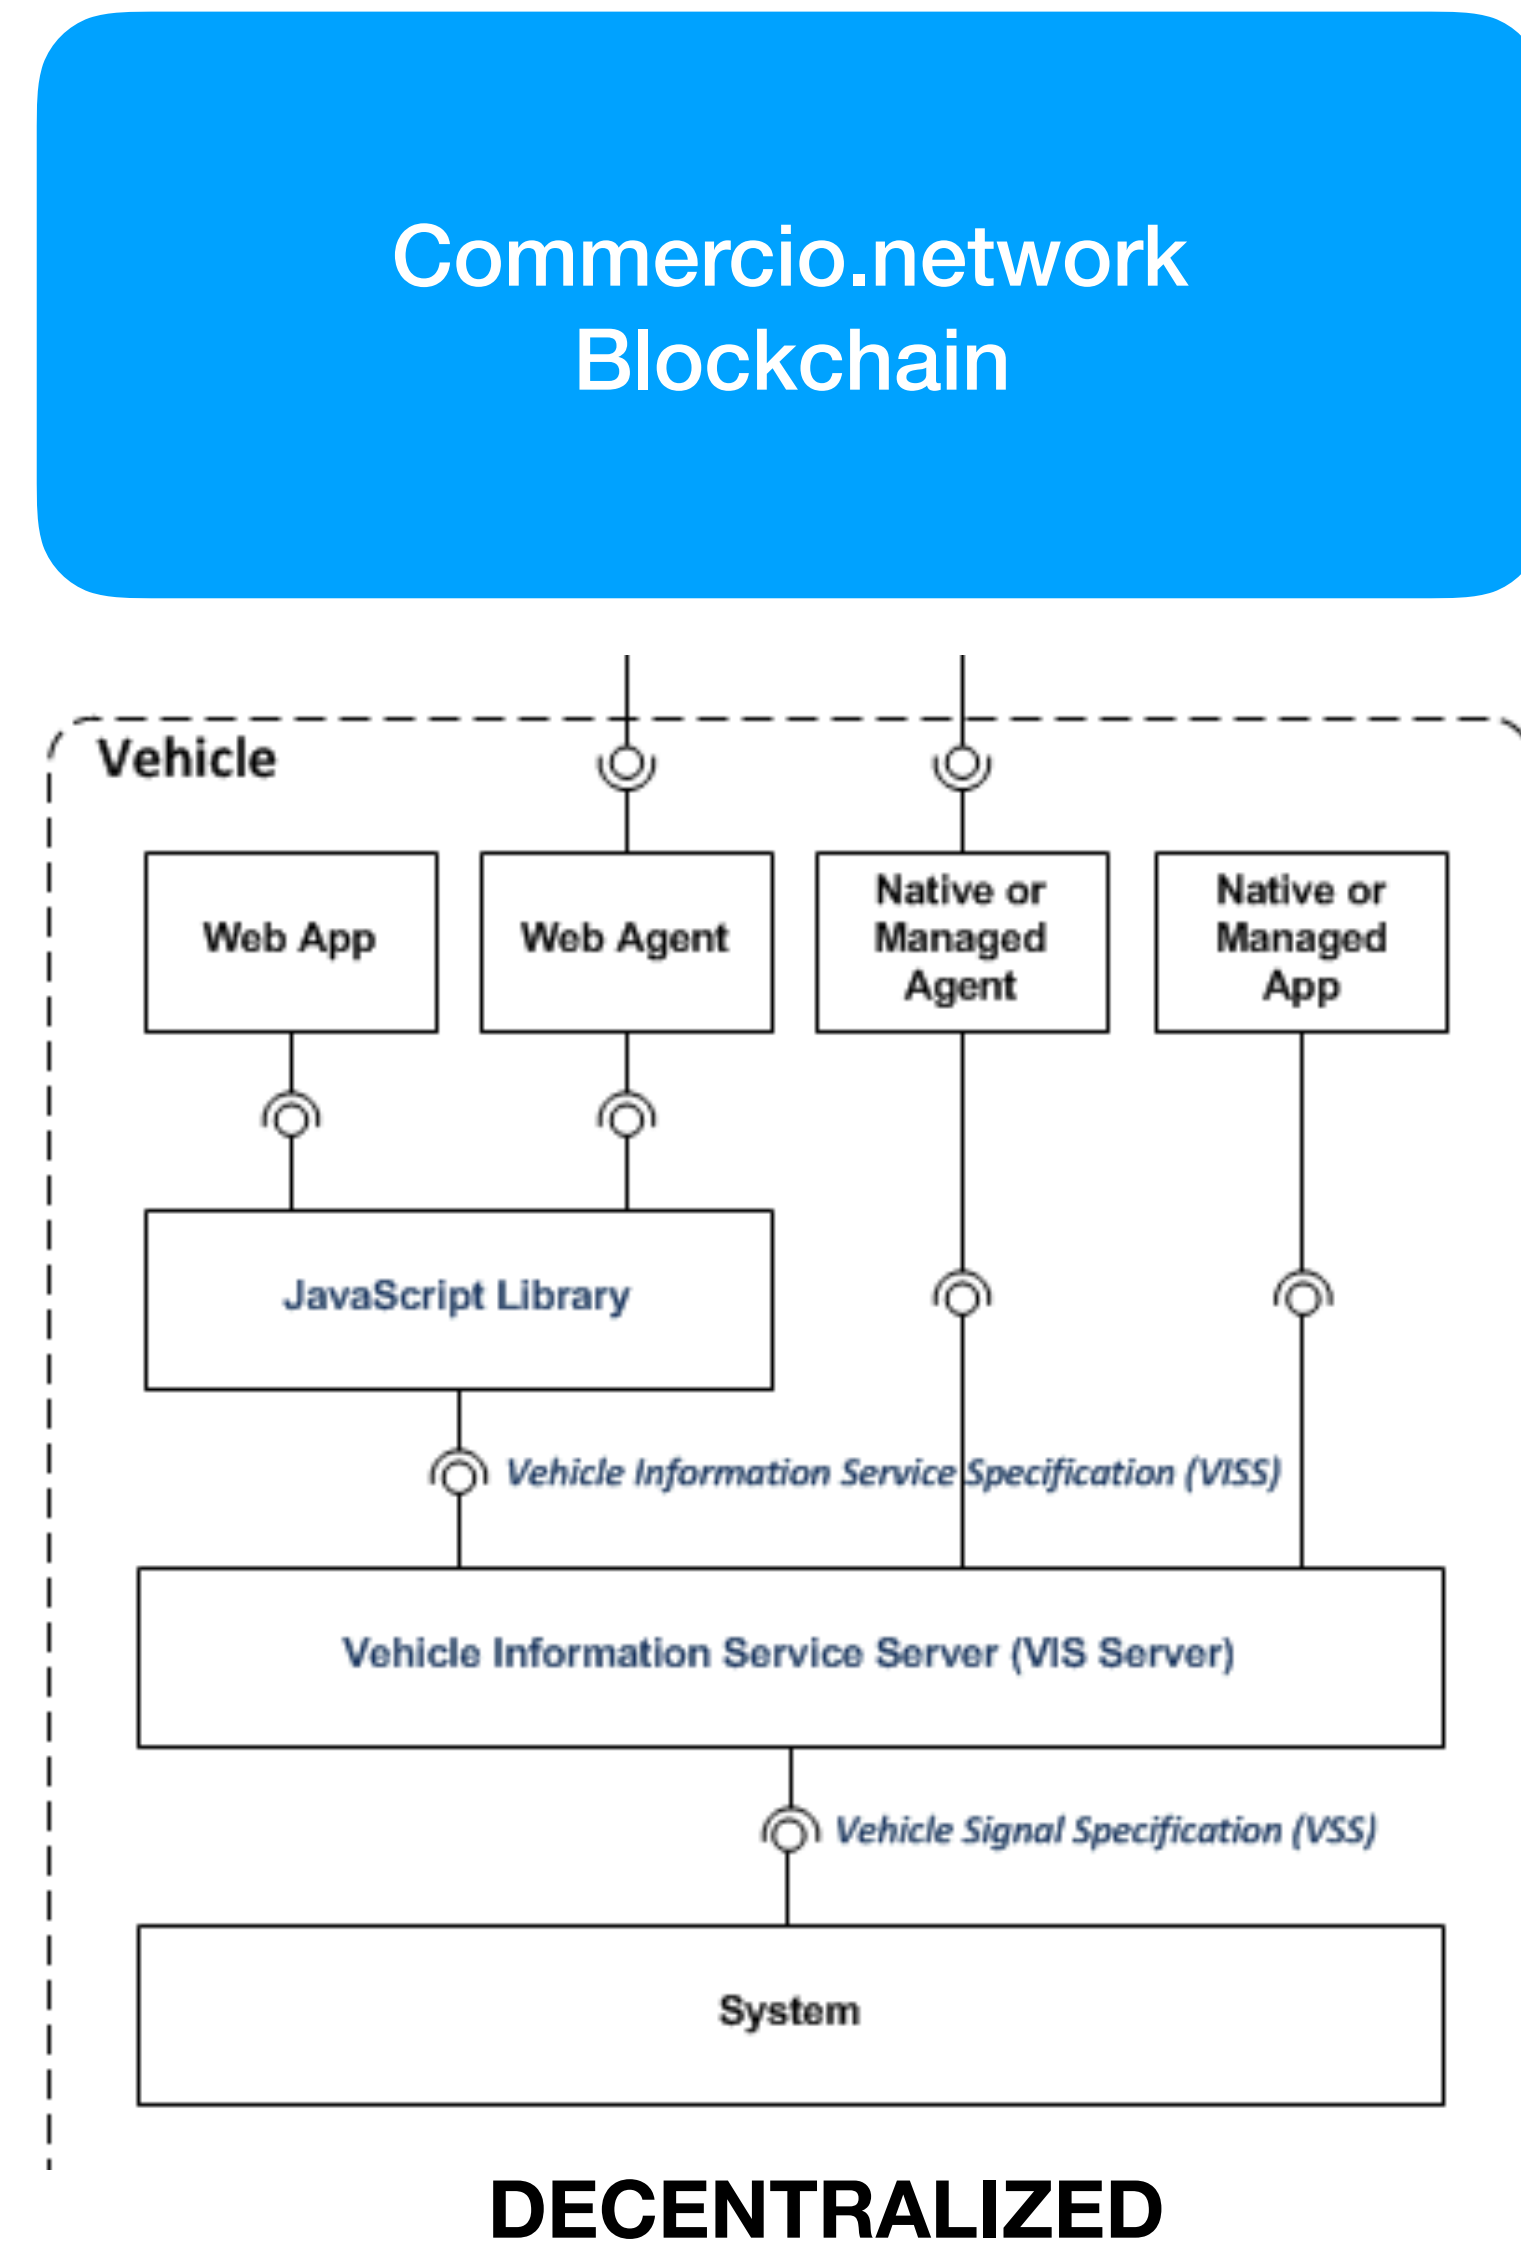 Commercio.network
Blockchain
Vehicle
Web App
Web Agent
Native or
Managed
Agent
Native or
Managed
App
JavaScript Library
Vehicle Information Service Specification (VISS)
Vehicle Information Service Server (VIS Server)
Vehicle Signal Specification (VSS)
System
DECENTRALIZED